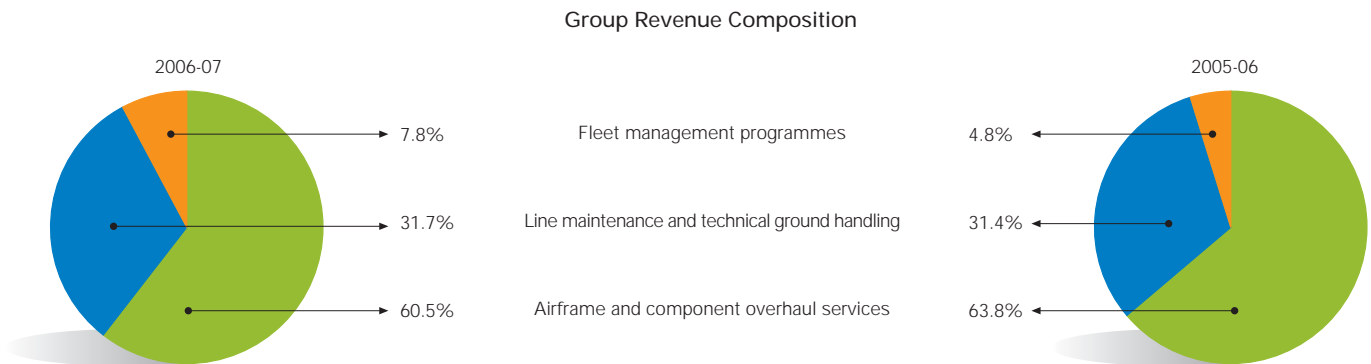 Group Revenue Composition
2006-07
2005-06
7.8% Fleet management programmes 4.8%
31.7% Line maintenance and technical ground handling 31.4%
60.5% Airframe and component overhaul services 63.8%